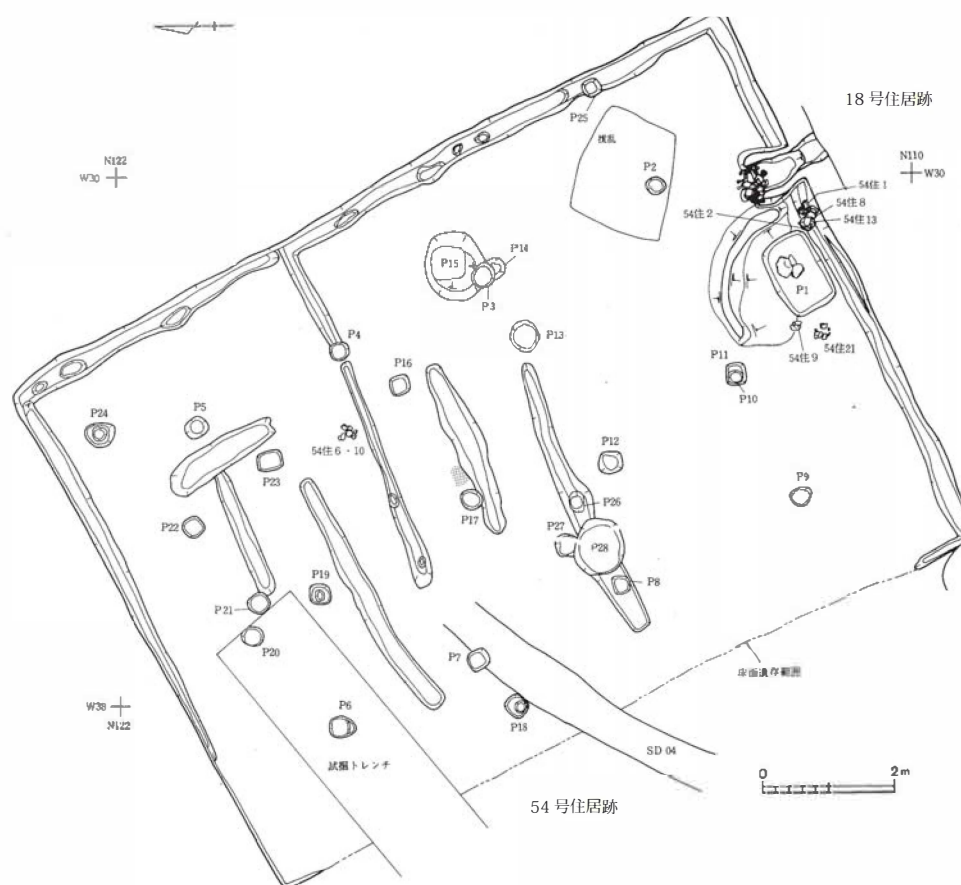 18 号住居跡
P25
撹乱
N122
W30
P2
N110
W30
54住 1
54住 8
54住 2
54住 13
P15
P14
P3
P1
P4
P13
54住 9
54住21
P16
P11
P10
P24
P5
54住 6・10
P23
P12
P9
P17
P26
P22
P27
P28
P19
P8
P21
P20
P7
床面遺存範囲
W38
N122
P6
P18
SD 04
試掘トレンチ
0
2m
54 号住居跡